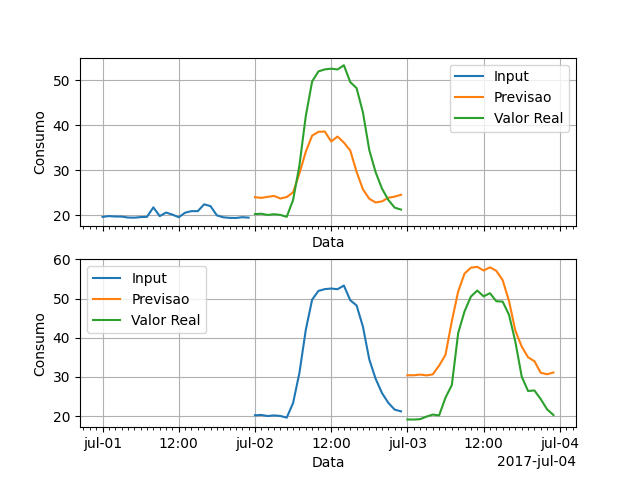 50
40
30
20
Consumo
Input
Previsao
Valor Real
Data
60
50
40
30
20
Consumo
Input
Previsao
Valor Real
jul-01 12:00 jul-02 12:00 jul-03 12:00 jul-04
2017-jul-04
Data